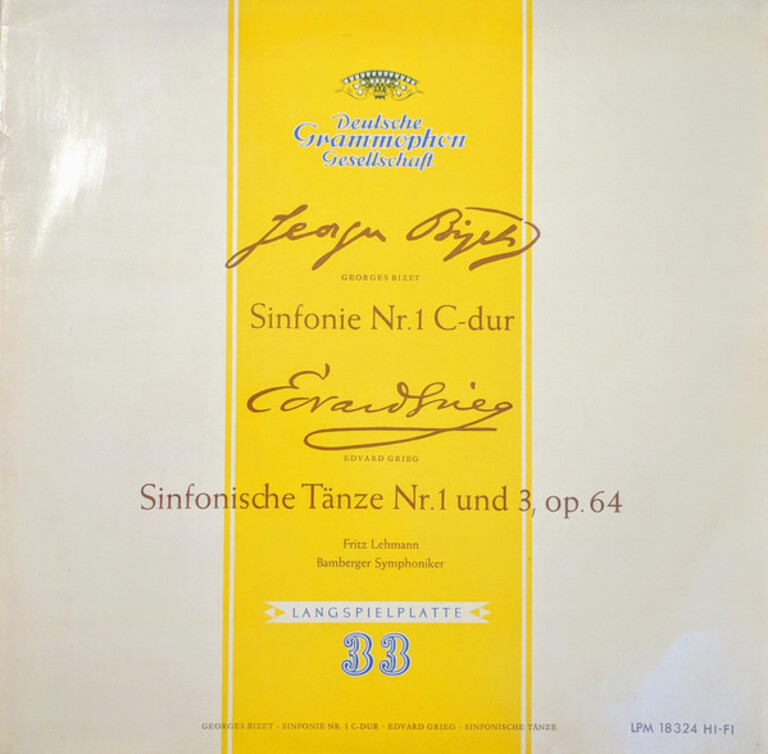 Deutsche
Grammophon
Gesellschaft
Georges Bizet
GEORGES BIZET
Sinfonie Nr.1 C-dur
Edvard Grieg
EDVARD GRIEG
Sinfonische Tänze Nr.1 und 3, op.64
Fritz Lehmann
Bamberger Symphoniker
LANGSPIELPLATTE
33
GEORGES BIZET - SINFONIE NR. 1 C-DUR - EDVARD GRIEG - SINFONISCHE TÄNZE
LPM 18324 HI-FI